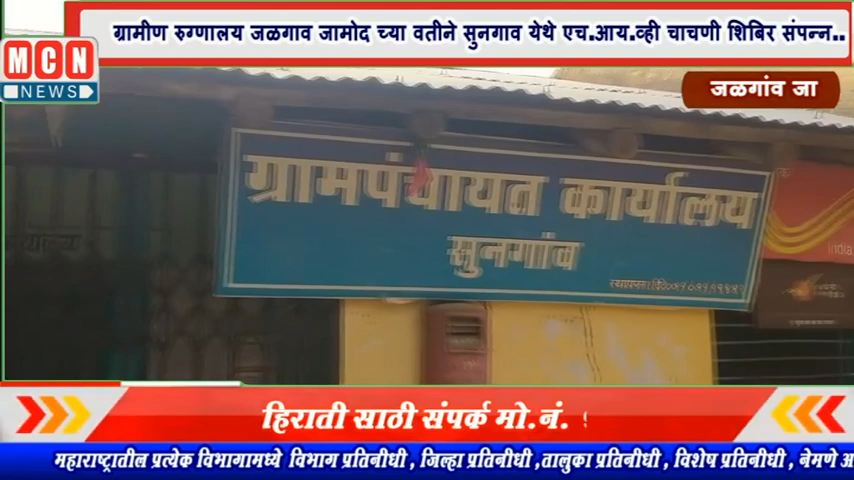 ग्रामीण रुग्णालय जळगाव जामोद च्या वतीने सुनगाव येथे एच.आय.व्ही चाचणी शिबिर संपन्न..
MCN
NEWS
जळगांव जा
ग्रामपंचायत कार्यालय
सुनगांव
India
हिराती साठी संपर्क मो.नं.
महाराष्ट्रातील प्रत्येक विभागामध्ये विभाग प्रतिनीधी , जिल्हा प्रतिनीधी ,तालुका प्रतिनीधी , विशेष प्रतिनीधी , नेमणे